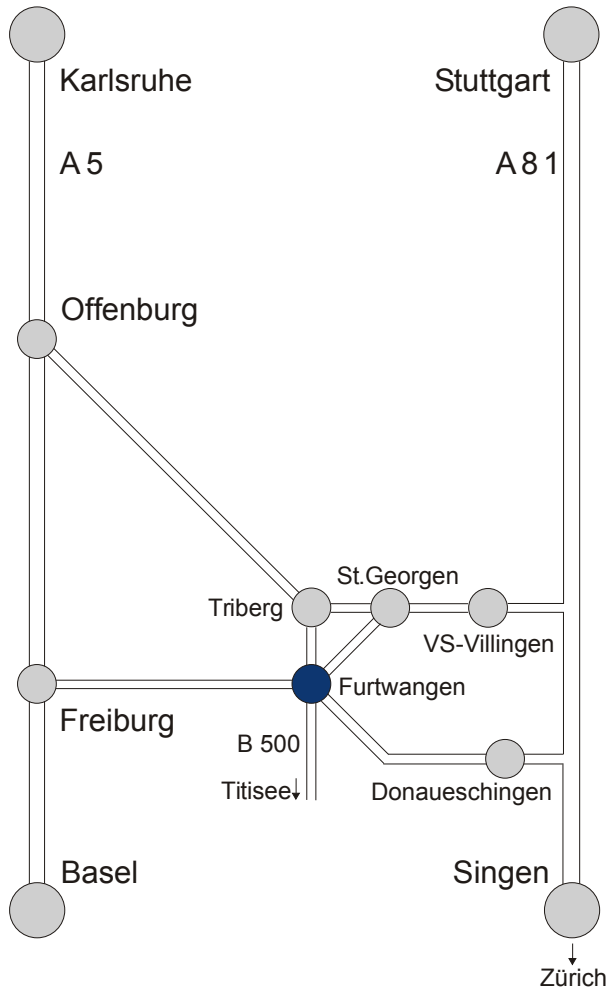 Karlsruhe
Stuttgart
A 5
A 8 1
Offenburg
St.Georgen
Triberg
VS-Villingen
Furtwangen
Freiburg
B 500
Titisee
Donaueschingen
Basel
Singen
Zürich